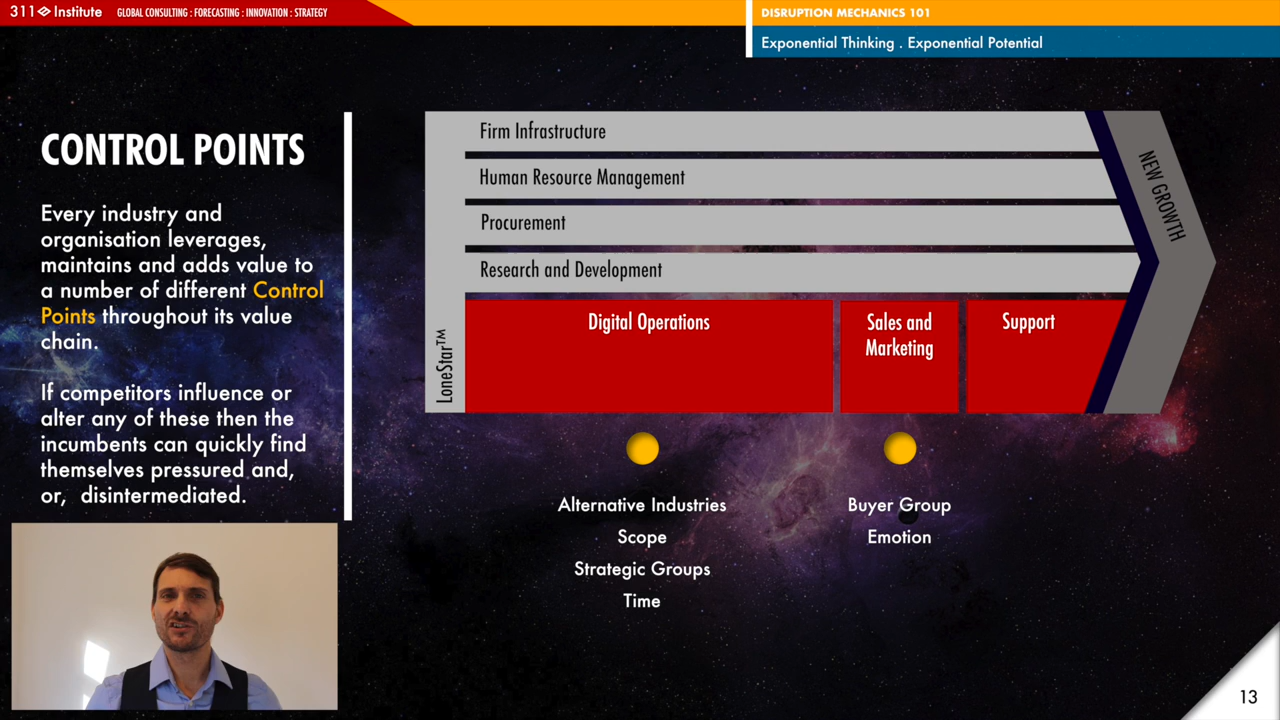 311 Institute GLOBAL CONSULTING : FORECASTING : INNOVATION : STRATEGY
DISRUPTION MECHANICS 101
Exponential Thinking . Exponential Potential
CONTROL POINTS
Every industry and
organisation leverages,
maintains and adds value to
a number of different Control
Points throughout its value
chain.
If competitors influence or
alter any of these then the
incumbents can quickly find
themselves pressured and,
or, disintermediated.
LoneStar™
Firm Infrastructure
Human Resource Management
Procurement
Research and Development
Digital Operations
Sales and
Marketing
Support
NEW GROWTH
Alternative Industries
Scope
Strategic Groups
Time
Buyer Group
Emotion
13